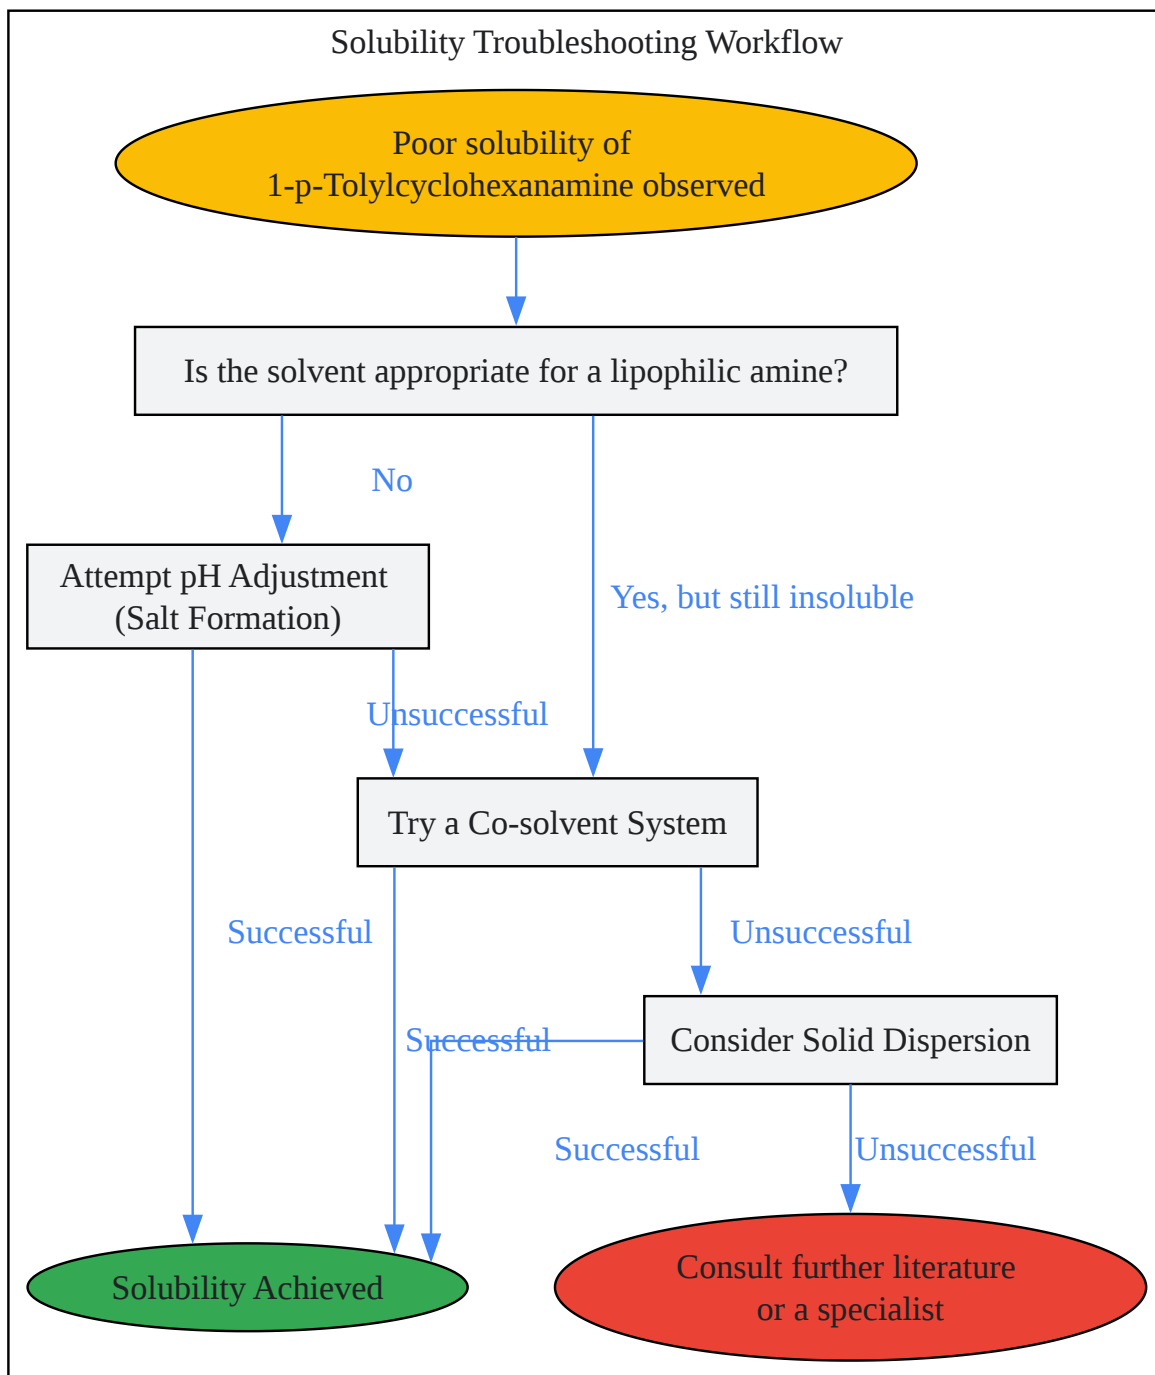 Solubility Troubleshooting Workflow
Poor solubility of
1-p-Tolylcyclohexanamine observed
Is the solvent appropriate for a lipophilic amine?
No
Attempt pH Adjustment
(Salt Formation)
Yes, but still insoluble
Unsuccessful
Try a Co-solvent System
Successful
Unsuccessful
Successful
Consider Solid Dispersion
Successful
Unsuccessful
Solubility Achieved
Consult further literature
or a specialist